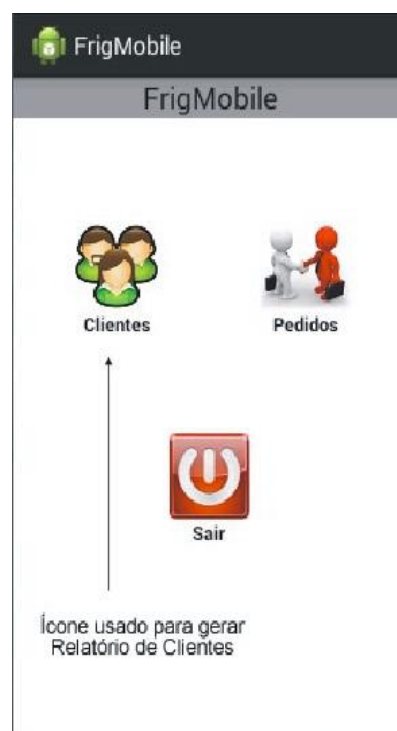 FrigMobile
FrigMobile
Clientes
Pedidos
Sair
Ícone usado para gerar
Relatório de Clientes